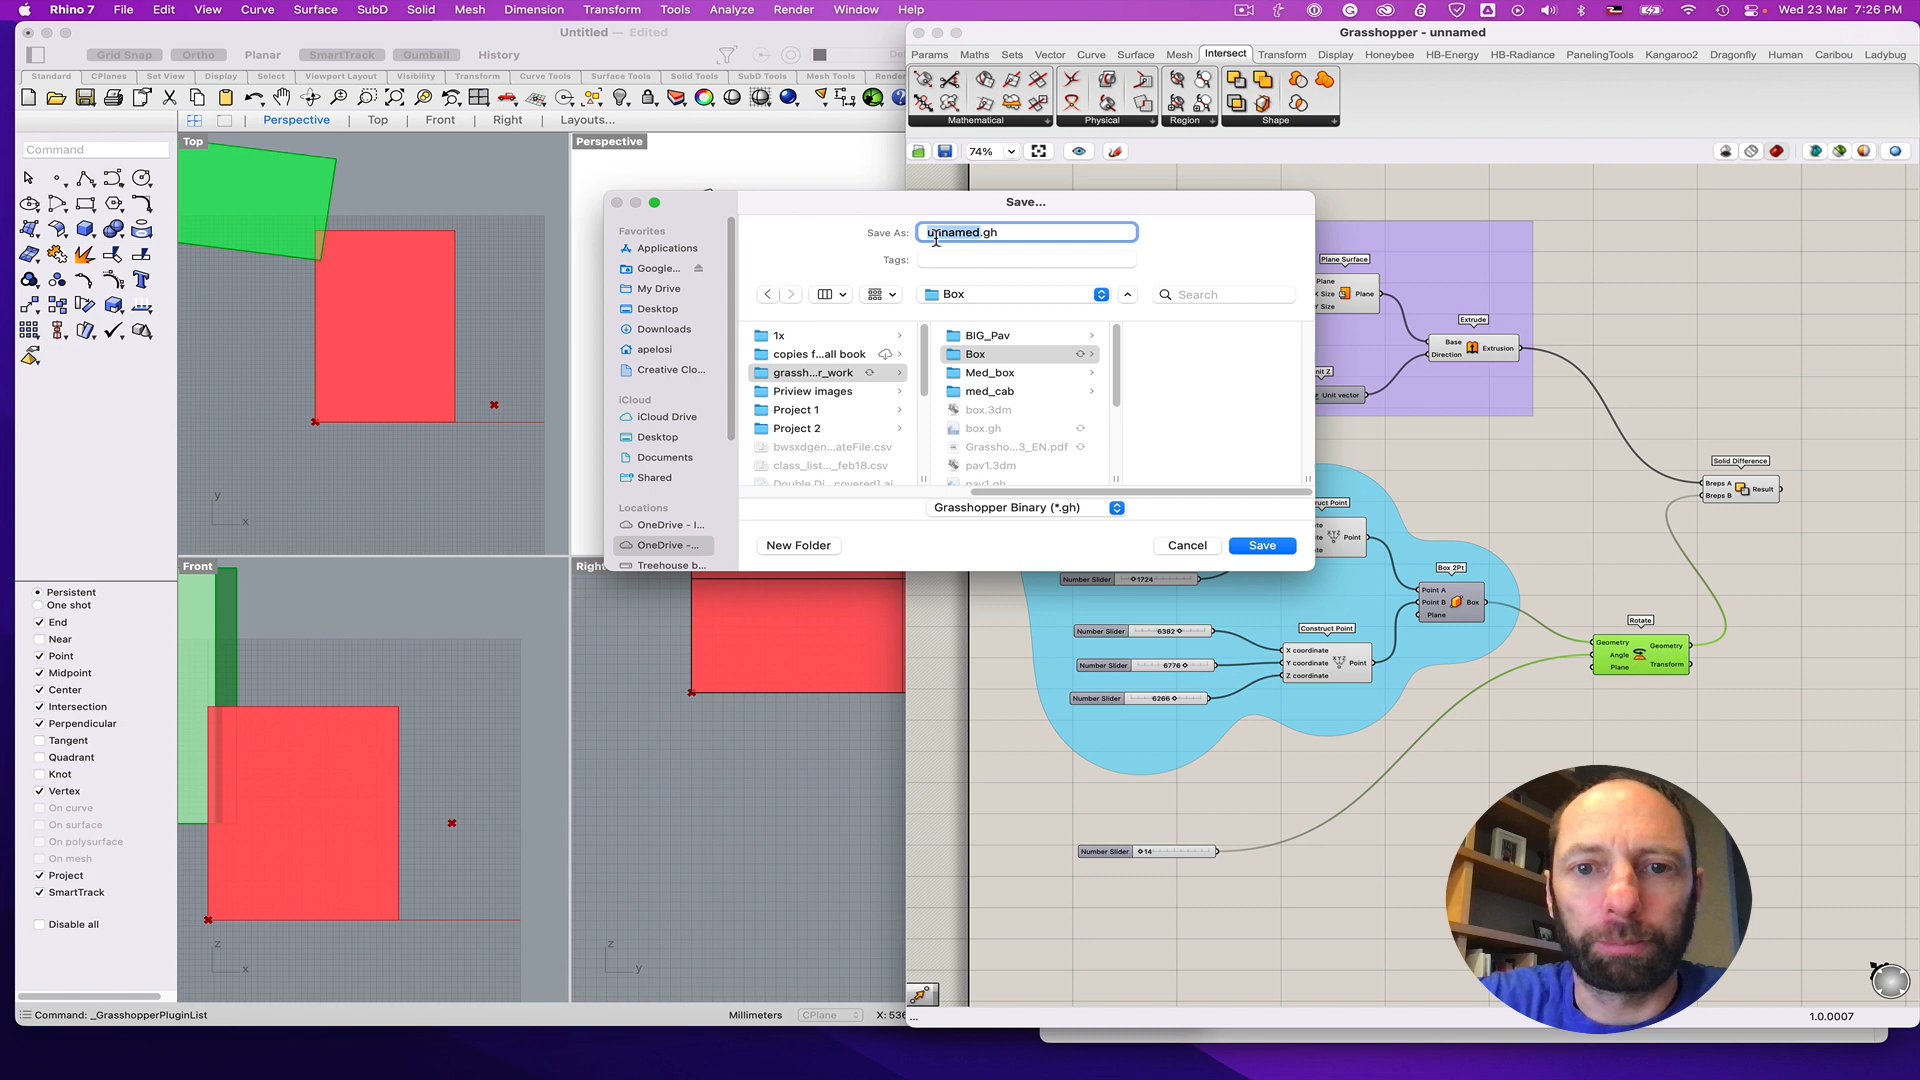 Rhino 7 File Edit View Curve Surface SubD Solid Mesh Dimension Transform Tools Analyze Render Window Help
Wed 23 Mar 7:26 PM
Untitled — Edited
Grid Snap Ortho Planar SmartTrack Gumball History
Standard CPlanes Set View Display Select Viewport Layout Visibility Transform Curve Tools Surface Tools Solid Tools SubD Tools Mesh Tools
Perspective Top Front Right Layouts...
Command
Top
Perspective
y
x
Front
Right
z
x
z
y
Persistent
One shot
End
Near
Point
Midpoint
Center
Intersection
Perpendicular
Tangent
Quadrant
Knot
Vertex
On curve
On surface
On polysurface
On mesh
Project
SmartTrack
Disable all
Command: _GrasshopperPluginList
Millimeters
CPlane
X: 536
Grasshopper - unnamed
Params Maths Sets Vector Curve Surface Mesh Intersect Transform Display Honeybee HB-Energy HB-Radiance PanelingTools Kangaroo2 Dragonfly Human Caribou Ladybug
Mathematical
Physical
Region
Shape
74%
Save...
Save As:
unnamed.gh
Tags:
Favorites
Applications
Google...
My Drive
Desktop
Downloads
apelosi
Creative Clo...
iCloud
iCloud Drive
Desktop
Documents
Shared
Locations
OneDrive - I...
OneDrive -...
Treehouse b...
Box
Search
1x
copies f...all book
grassh...r_work
Priview images
Project 1
Project 2
bwsxdgen...ateFile.csv
class_list..._feb18.csv
BIG_Pav
Box
Med_box
med_cab
box.3dm
box.gh
Grassho...3_EN.pdf
pav1.3dm
pav1.gh
Grasshopper Binary (*.gh)
New Folder
Cancel
Save
Plane Surface
Plane
X Size
Y Size
Plane
Extrude
Base
Direction
Extrusion
Unit vector
Solid Difference
Breps A
Breps B
Result
Point
Number Slider 1724
Box 2Pt
Point A
Point B
Plane
Box
Number Slider 6382
Number Slider 6776
Number Slider 6266
Construct Point
X coordinate
Y coordinate
Z coordinate
Point
Rotate
Geometry
Angle
Plane
Geometry
Transform
Number Slider 14
...
1.0.0007